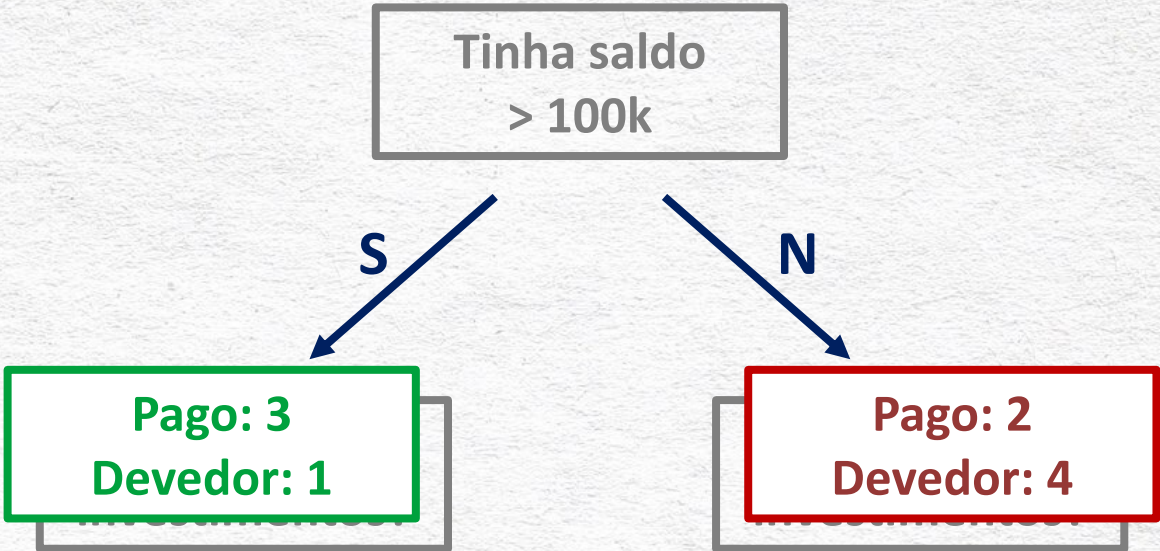 Tinha saldo
> 100k
S
N
Pago: 3
Devedor: 1
Pago: 2
Devedor: 4